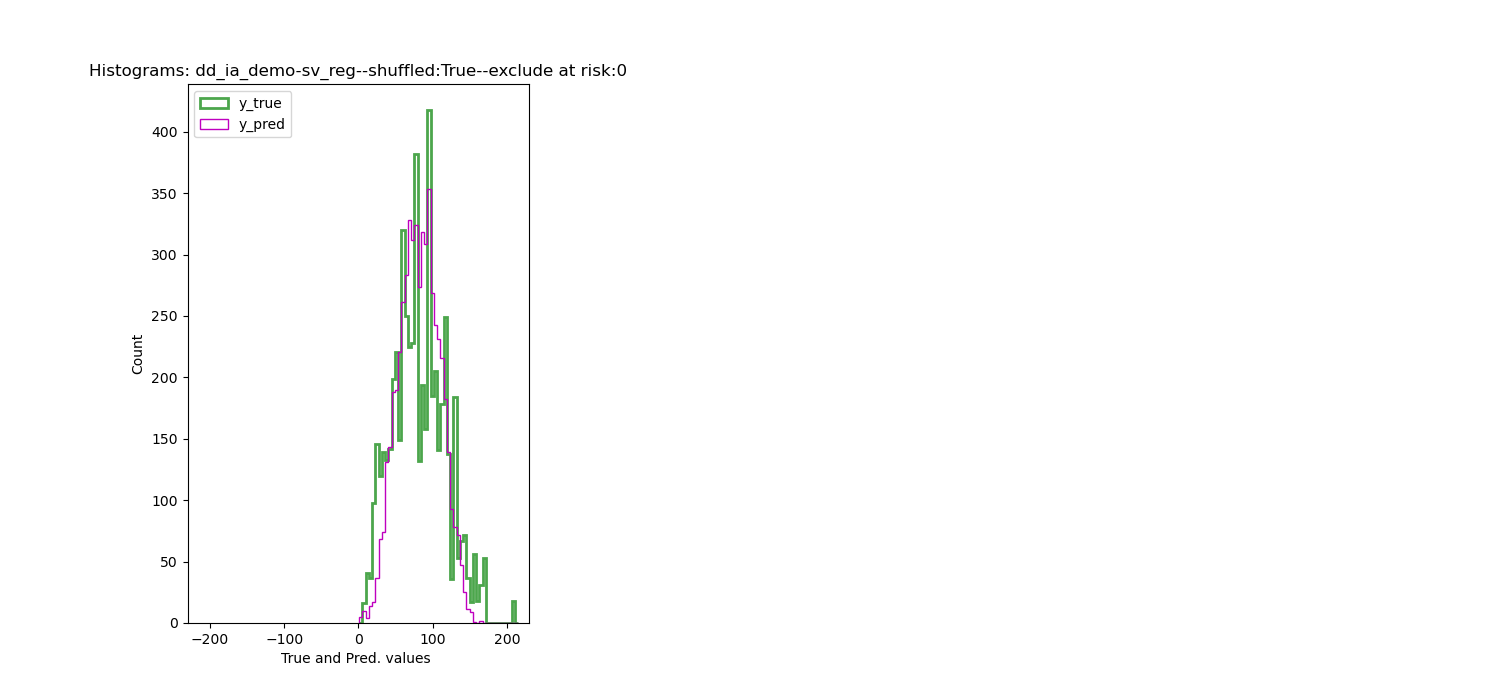 Histograms: dd_ia_demo-sv_reg--shuffled:True--exclude at risk:0
y_true
y_pred
400
350
300
250
200
150
100
50
0
Count
−200 −100 0 100 200
True and Pred. values